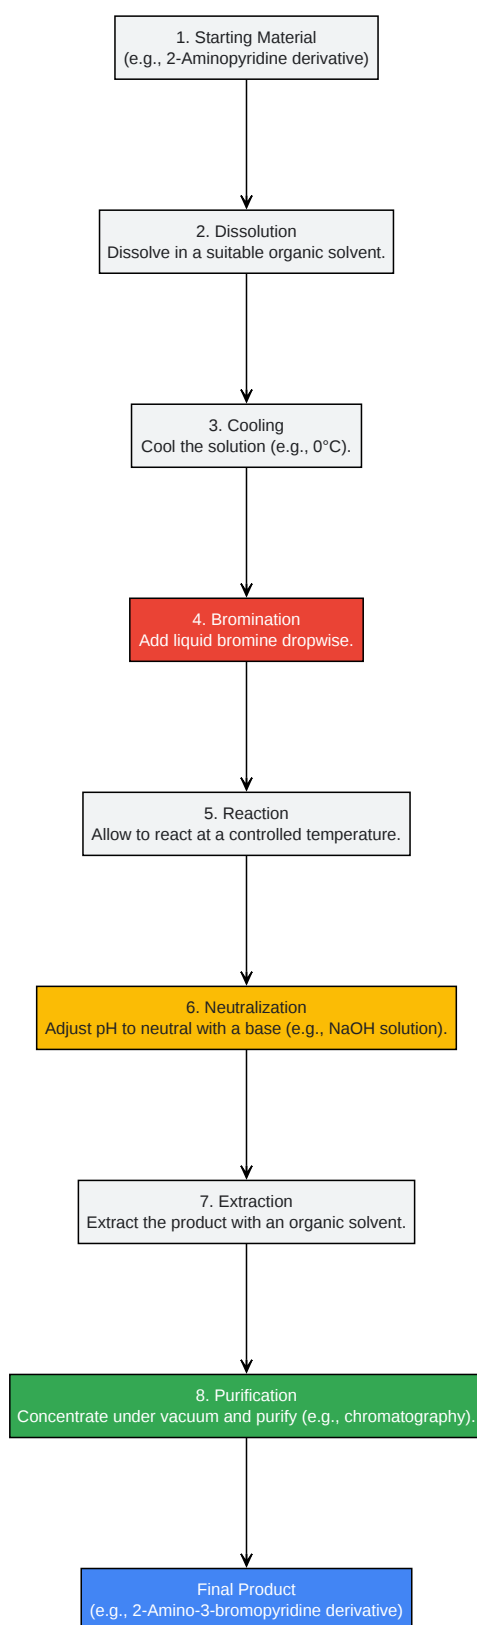 1. Starting Material
(e.g., 2-Aminopyridine derivative)
2. Dissolution
Dissolve in a suitable organic solvent.
3. Cooling
Cool the solution (e.g., 0°C).
4. Bromination
Add liquid bromine dropwise.
5. Reaction
Allow to react at a controlled temperature.
6. Neutralization
Adjust pH to neutral with a base (e.g., NaOH solution).
7. Extraction
Extract the product with an organic solvent.
8. Purification
Concentrate under vacuum and purify (e.g., chromatography).
Final Product
(e.g., 2-Amino-3-bromopyridine derivative)